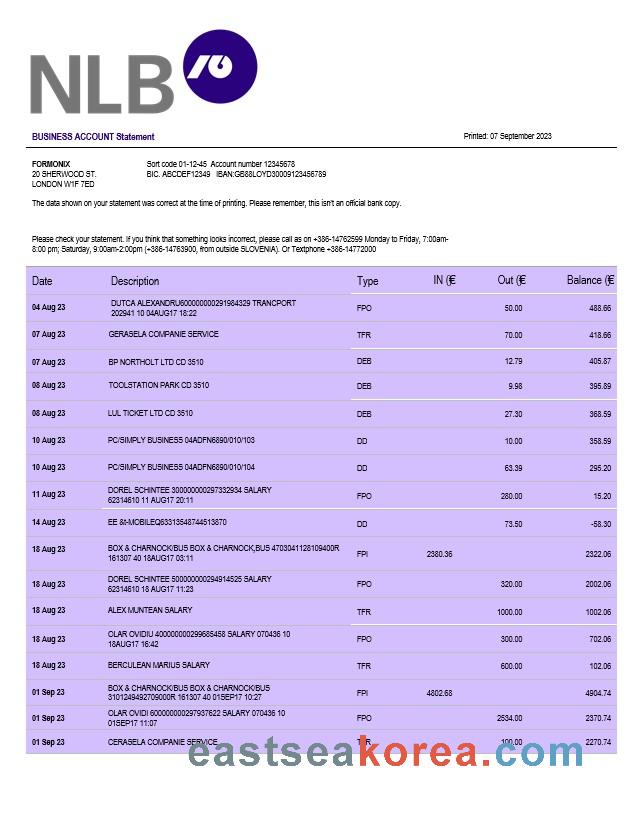 NLB
BUSINESS ACCOUNT Statement
Printed: 07 September 2023
FORMONIX
Sort code 01-12-45 Account number 12345678
20 SHERWOOD ST.
BIC. ABCDEF12349 IBAN:GB88LOYD30009123456789
LONDON W1F 7ED
The data shown on your statement was correct at the time of printing. Please remember, this isn't an official bank copy.
Please check your statement. If you think that something looks incorrect, please call as on +386-14762599 Monday to Friday, 7:00am-
8:00 pm; Saturday, 9:00am-2:00pm (+386-14763900, from outside SLOVENIA). Or Textphone +386-14772000
Date Description Type IN (€ Out (€ Balance (€
04 Aug 23 DUTCA ALEXANDRU600000000291984329 TRANCPORT FPO 50.00 488.66
202941 10 04AUG17 18:22
07 Aug 23 GERASELA COMPANIE SERVICE TFR 70.00 418.66
07 Aug 23 BP NORTHOLT LTD CD 3510 DEB 12.79 405.87
08 Aug 23 TOOLSTATION PARK CD 3510 DEB 9.98 395.89
08 Aug 23 LUL TICKET LTD CD 3510 DEB 27.30 368.59
10 Aug 23 PC/SIMPLY BUSINESS 04ADFN6890/010/103 DD 10.00 358.59
10 Aug 23 PC/SIMPLY BUSINESS 04ADFN6890/010/104 DD 63.39 295.20
11 Aug 23 DOREL SCHINTEE 300000000297332934 SALARY FPO 280.00 15.20
62314610 11 AUG17 20:11
14 Aug 23 EE &t-MOBILEQ63313548744513870 DD 73.50 -58.30
18 Aug 23 BOX & CHARNOCK/BUS BOX & CHARNOCK,BUS 4703041128109400R FPI 2380.36 2322.06
161307 40 18AUG17 03:11
18 Aug 23 DOREL SCHINTEE 500000000294914525 SALARY FPO 320.00 2002.06
62314610 18 AUG17 11:23
18 Aug 23 ALEX MUNTEAN SALARY TFR 1000.00 1002.06
18 Aug 23 OLAR OVIDIU 400000000299685458 SALARY 070436 10 FPO 300.00 702.06
18AUG17 16:42
18 Aug 23 BERCULEAN MARIUS SALARY TFR 600.00 102.06
01 Sep 23 BOX & CHARNOCK/BUS BOX & CHARNOCK/BUS FPI 4802.68 4904.74
3101249492709000R 161307 40 01SEP17 10:27
01 Sep 23 OLAR OVIDI 600000000297937622 SALARY 070436 10 FPO 2534.00 2370.74
01SEP17 11:07
01 Sep 23 CERASELA COMPANIE SERVICE TFR 100.00 2270.74
eastseakorea.com